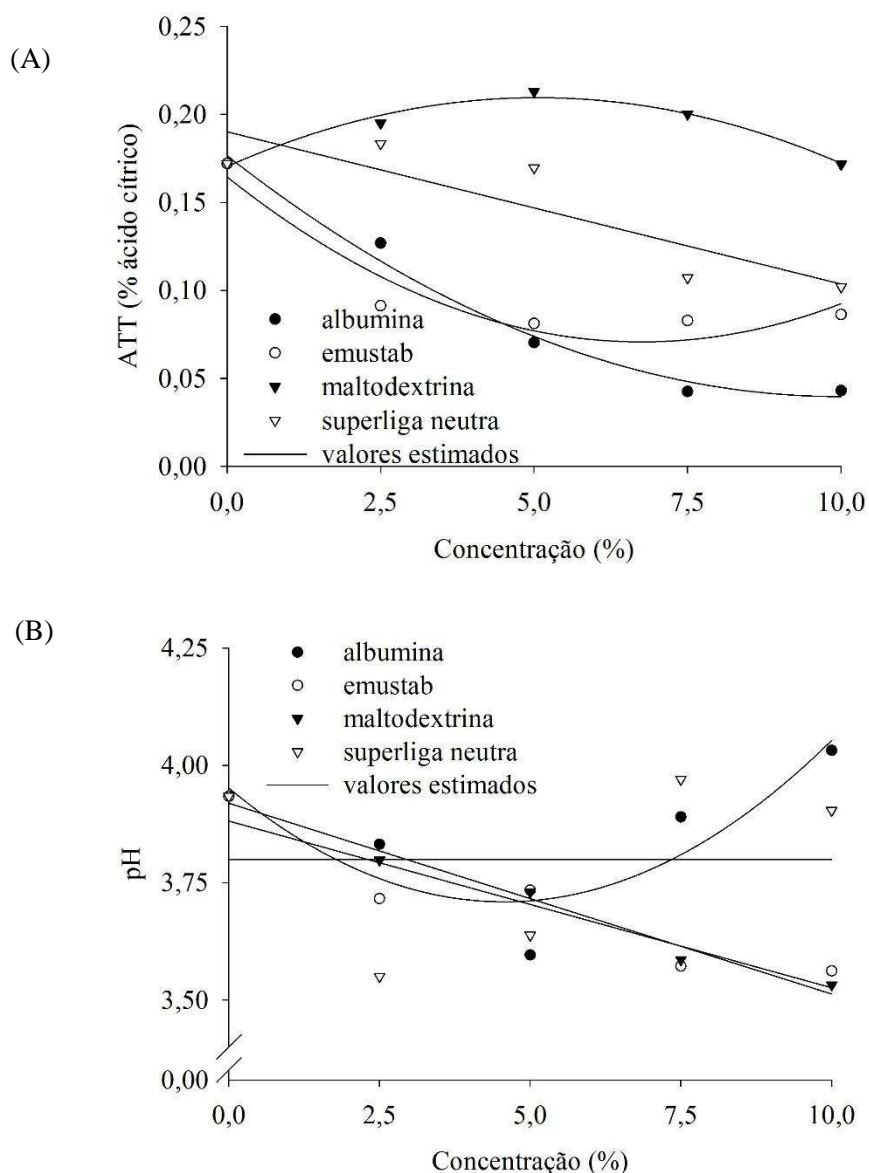 (A)
0,25
0,20
0,15
0,10
0,05
0,00
ATT (% ácido cítrico)
albumina
emustab
maltodextrina
superliga neutra
valores estimados
0,0 2,5 5,0 7,5 10,0
Concentração (%)
(B)
4,25
4,00
3,75
3,50
0,00
pH
albumina
emustab
maltodextrina
superliga neutra
valores estimados
0,0 2,5 5,0 7,5 10,0
Concentração (%)